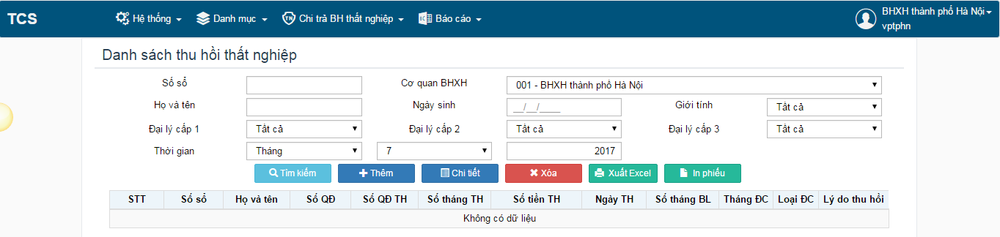 TCS Hệ thống Danh mục Chi trả BH thất nghiệp Báo cáo BHXH thành phố Hà Nội
vptphn
Danh sách thu hồi thất nghiệp
Số sổ Cơ quan BHXH 001 - BHXH thành phố Hà Nội
Họ và tên Ngày sinh __/__/____ Giới tính Tất cả
Đại lý cấp 1 Tất cả Đại lý cấp 2 Tất cả Đại lý cấp 3 Tất cả
Thời gian Tháng 7 2017
Tìm kiếm Thêm Chi tiết Xóa Xuất Excel In phiếu
STT Số sổ Họ và tên Số QĐ Số QĐ TH Số tháng TH Số tiền TH Ngày TH Số tháng BL Tháng ĐC Loại ĐC Lý do thu hồi
Không có dữ liệu